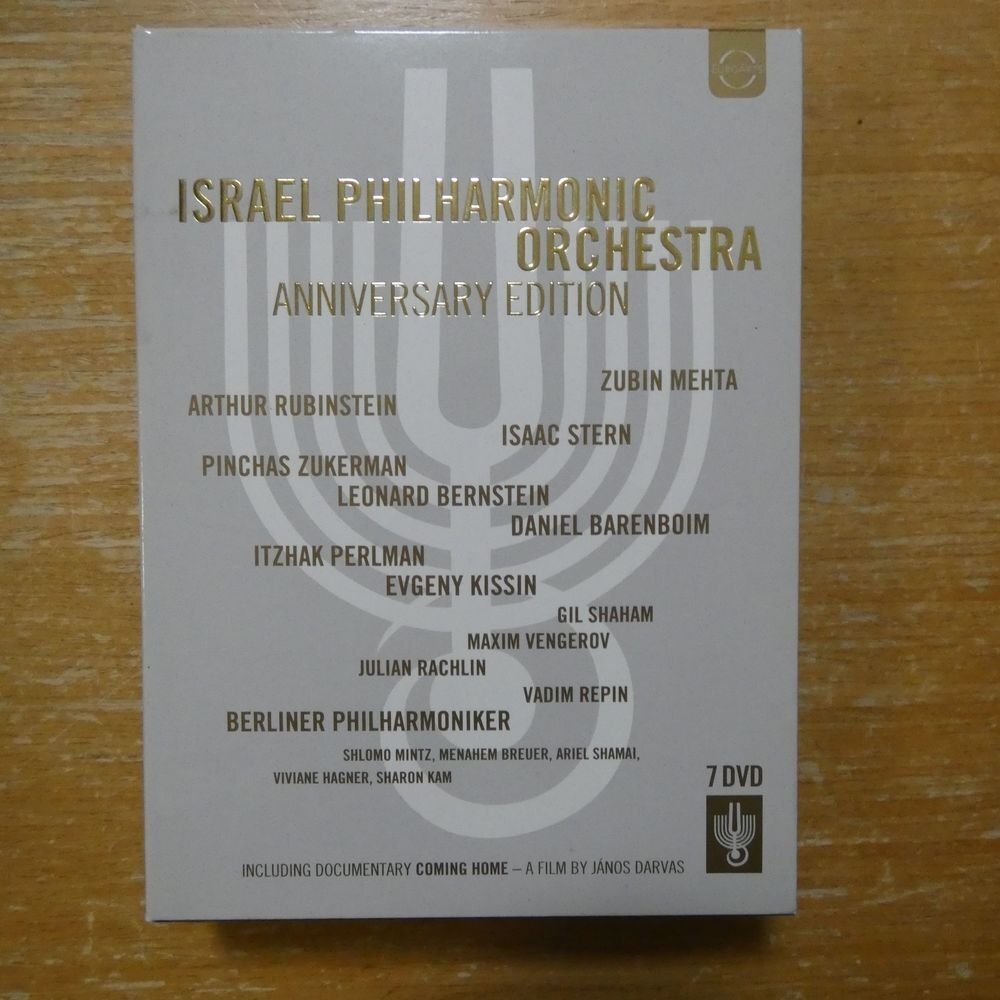 EUROARTS
ISRAEL PHILHARMONIC
ORCHESTRA
ANNIVERSARY EDITION
ZUBIN MEHTA
ARTHUR RUBINSTEIN
ISAAC STERN
PINCHAS ZUKERMAN
LEONARD BERNSTEIN
DANIEL BARENBOIM
ITZHAK PERLMAN
EVGENY KISSIN
GIL SHAHAM
MAXIM VENGEROV
JULIAN RACHLIN
VADIM REPIN
BERLINER PHILHARMONIKER
SHLOMO MINTZ, MENAHEM BREUER, ARIEL SHAMAI,
VIVIANE HAGNER, SHARON KAM
7 DVD
INCLUDING DOCUMENTARY COMING HOME – A FILM BY JÁNOS DARVAS